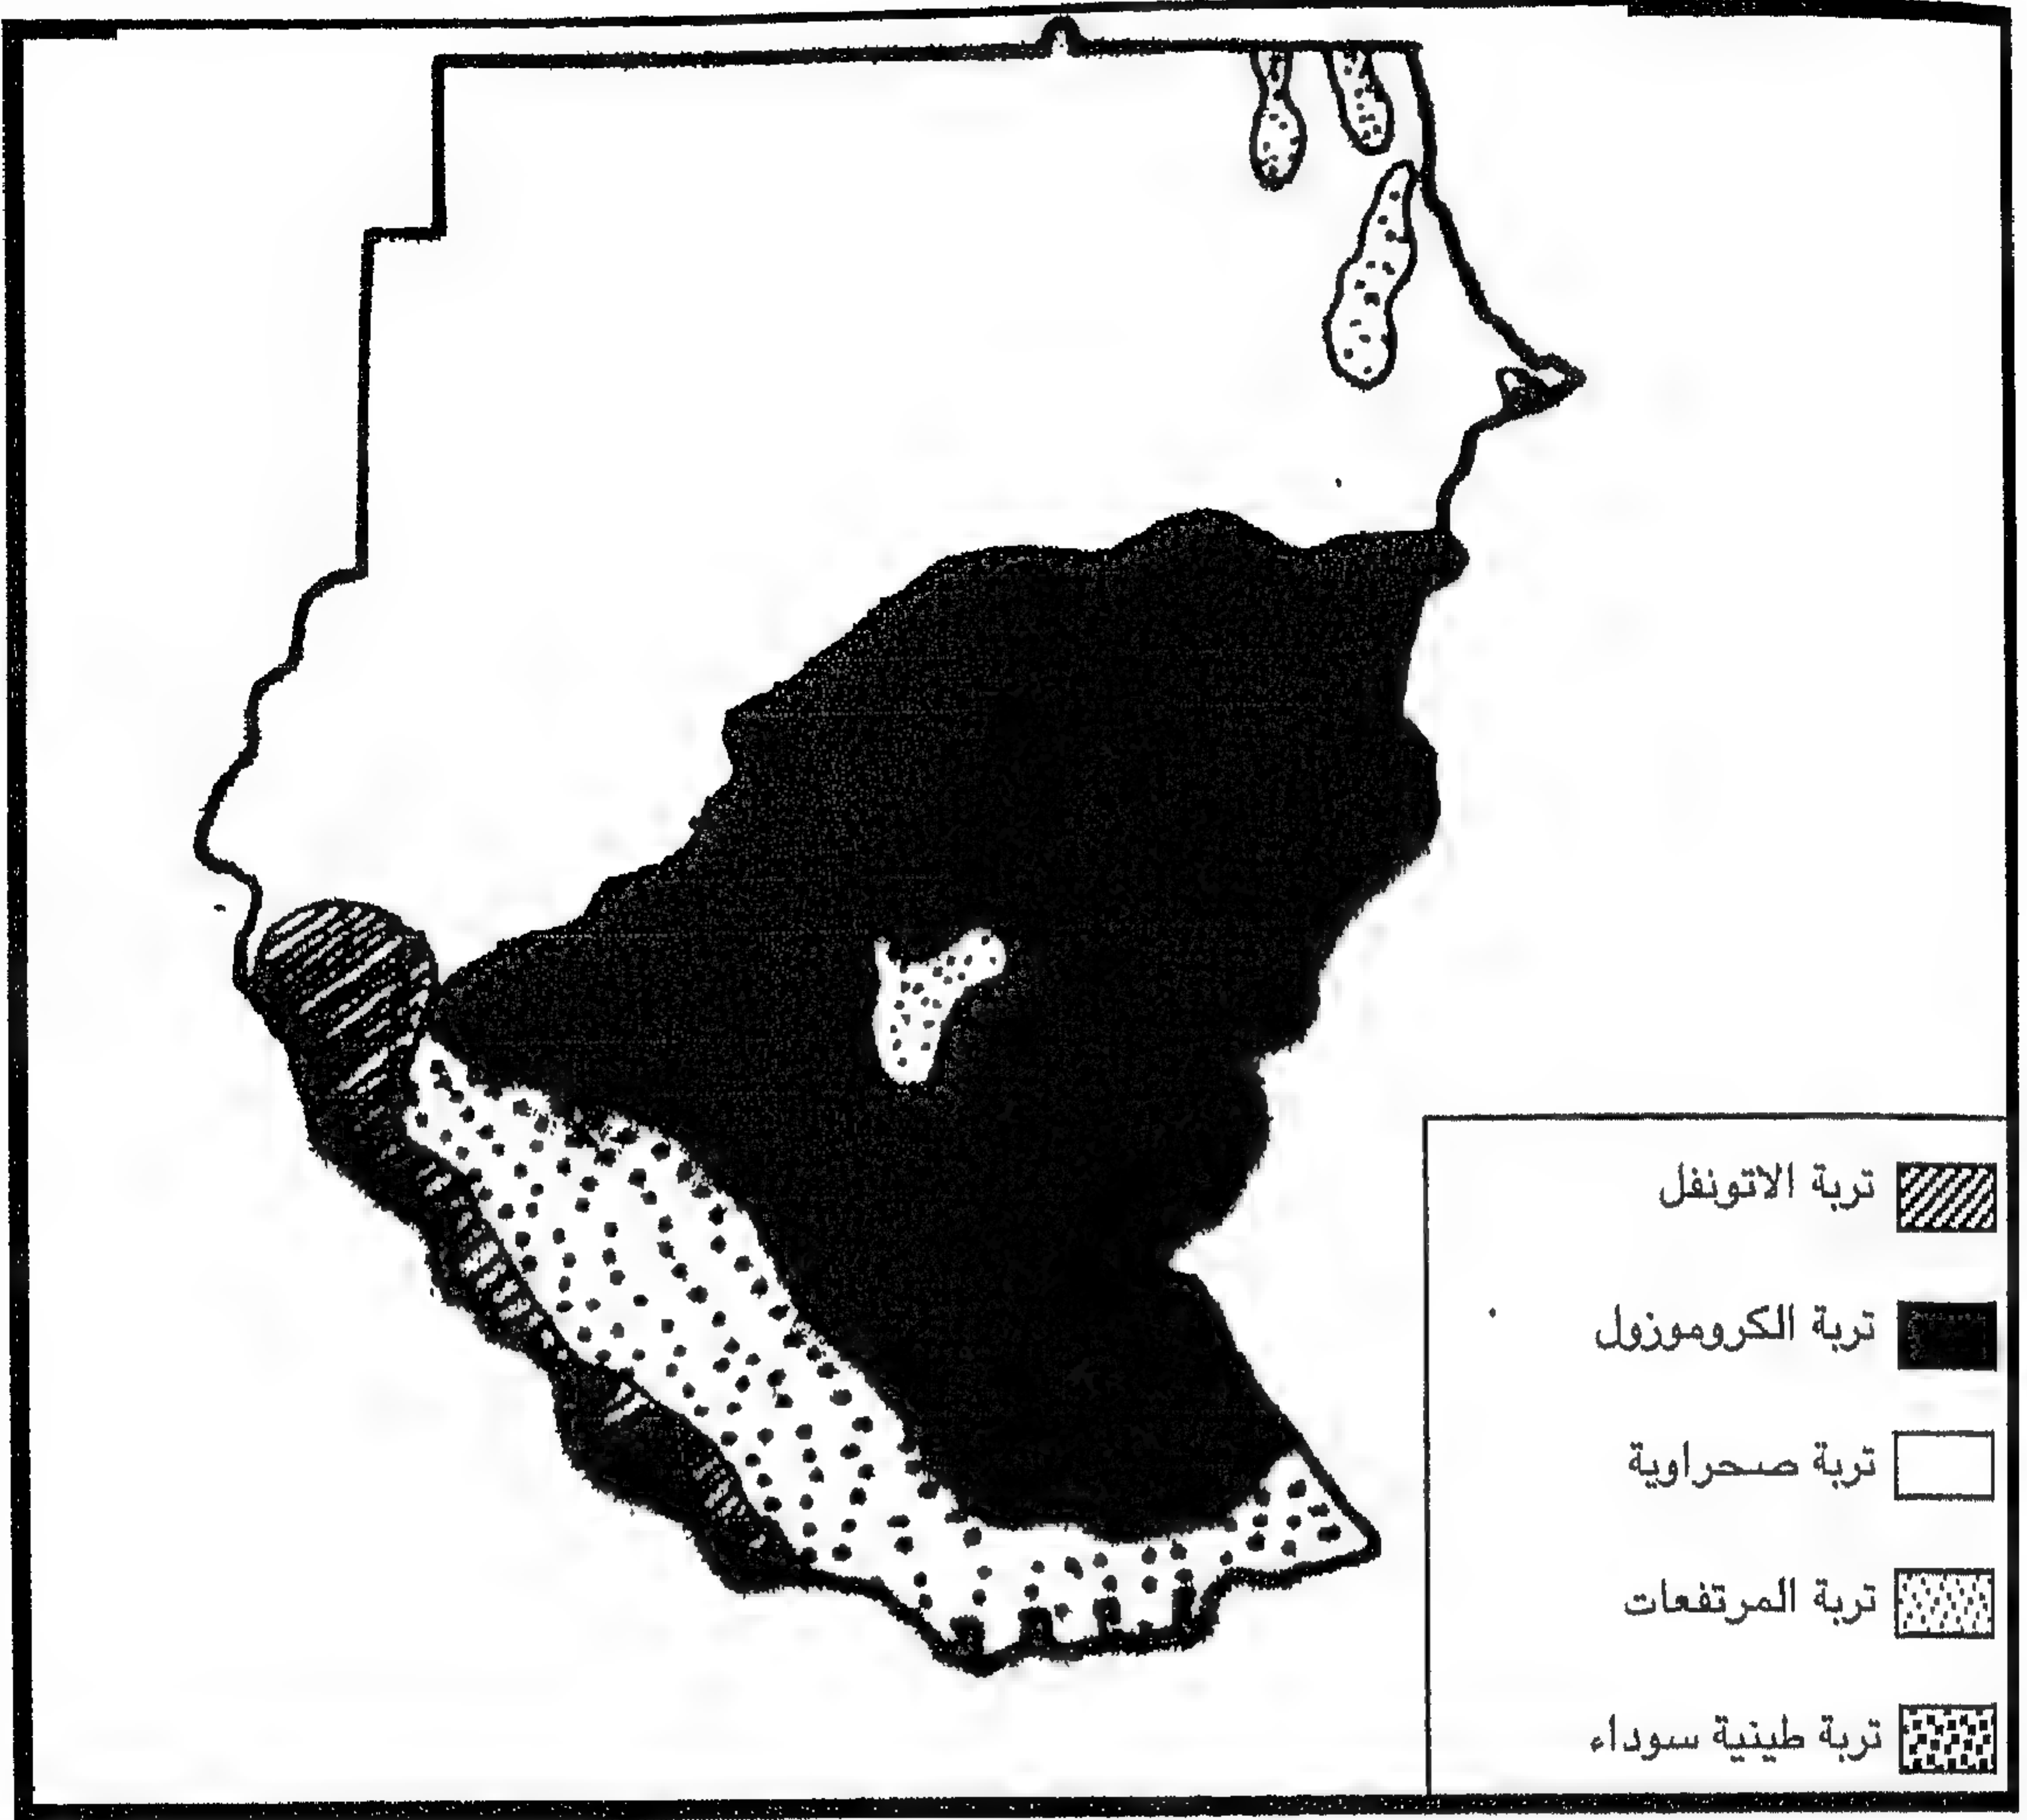 تربة الاتونفل
تربة الكروموزول
تربة صحراوية
تربة المرتفعات
تربة طينية سوداء